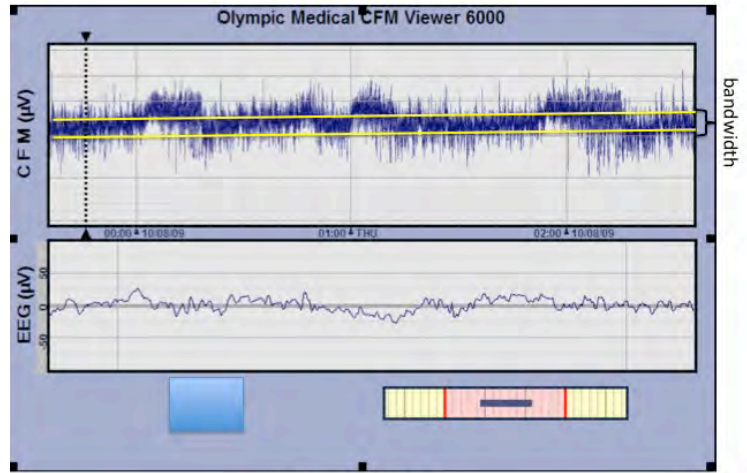 Olympic Medical CFM Viewer 6000
C F M (µV)
bandwidth
00:00 10/08/09
01:00 THU
02:00 10/08/09
EEG (µV)
50
0
-50